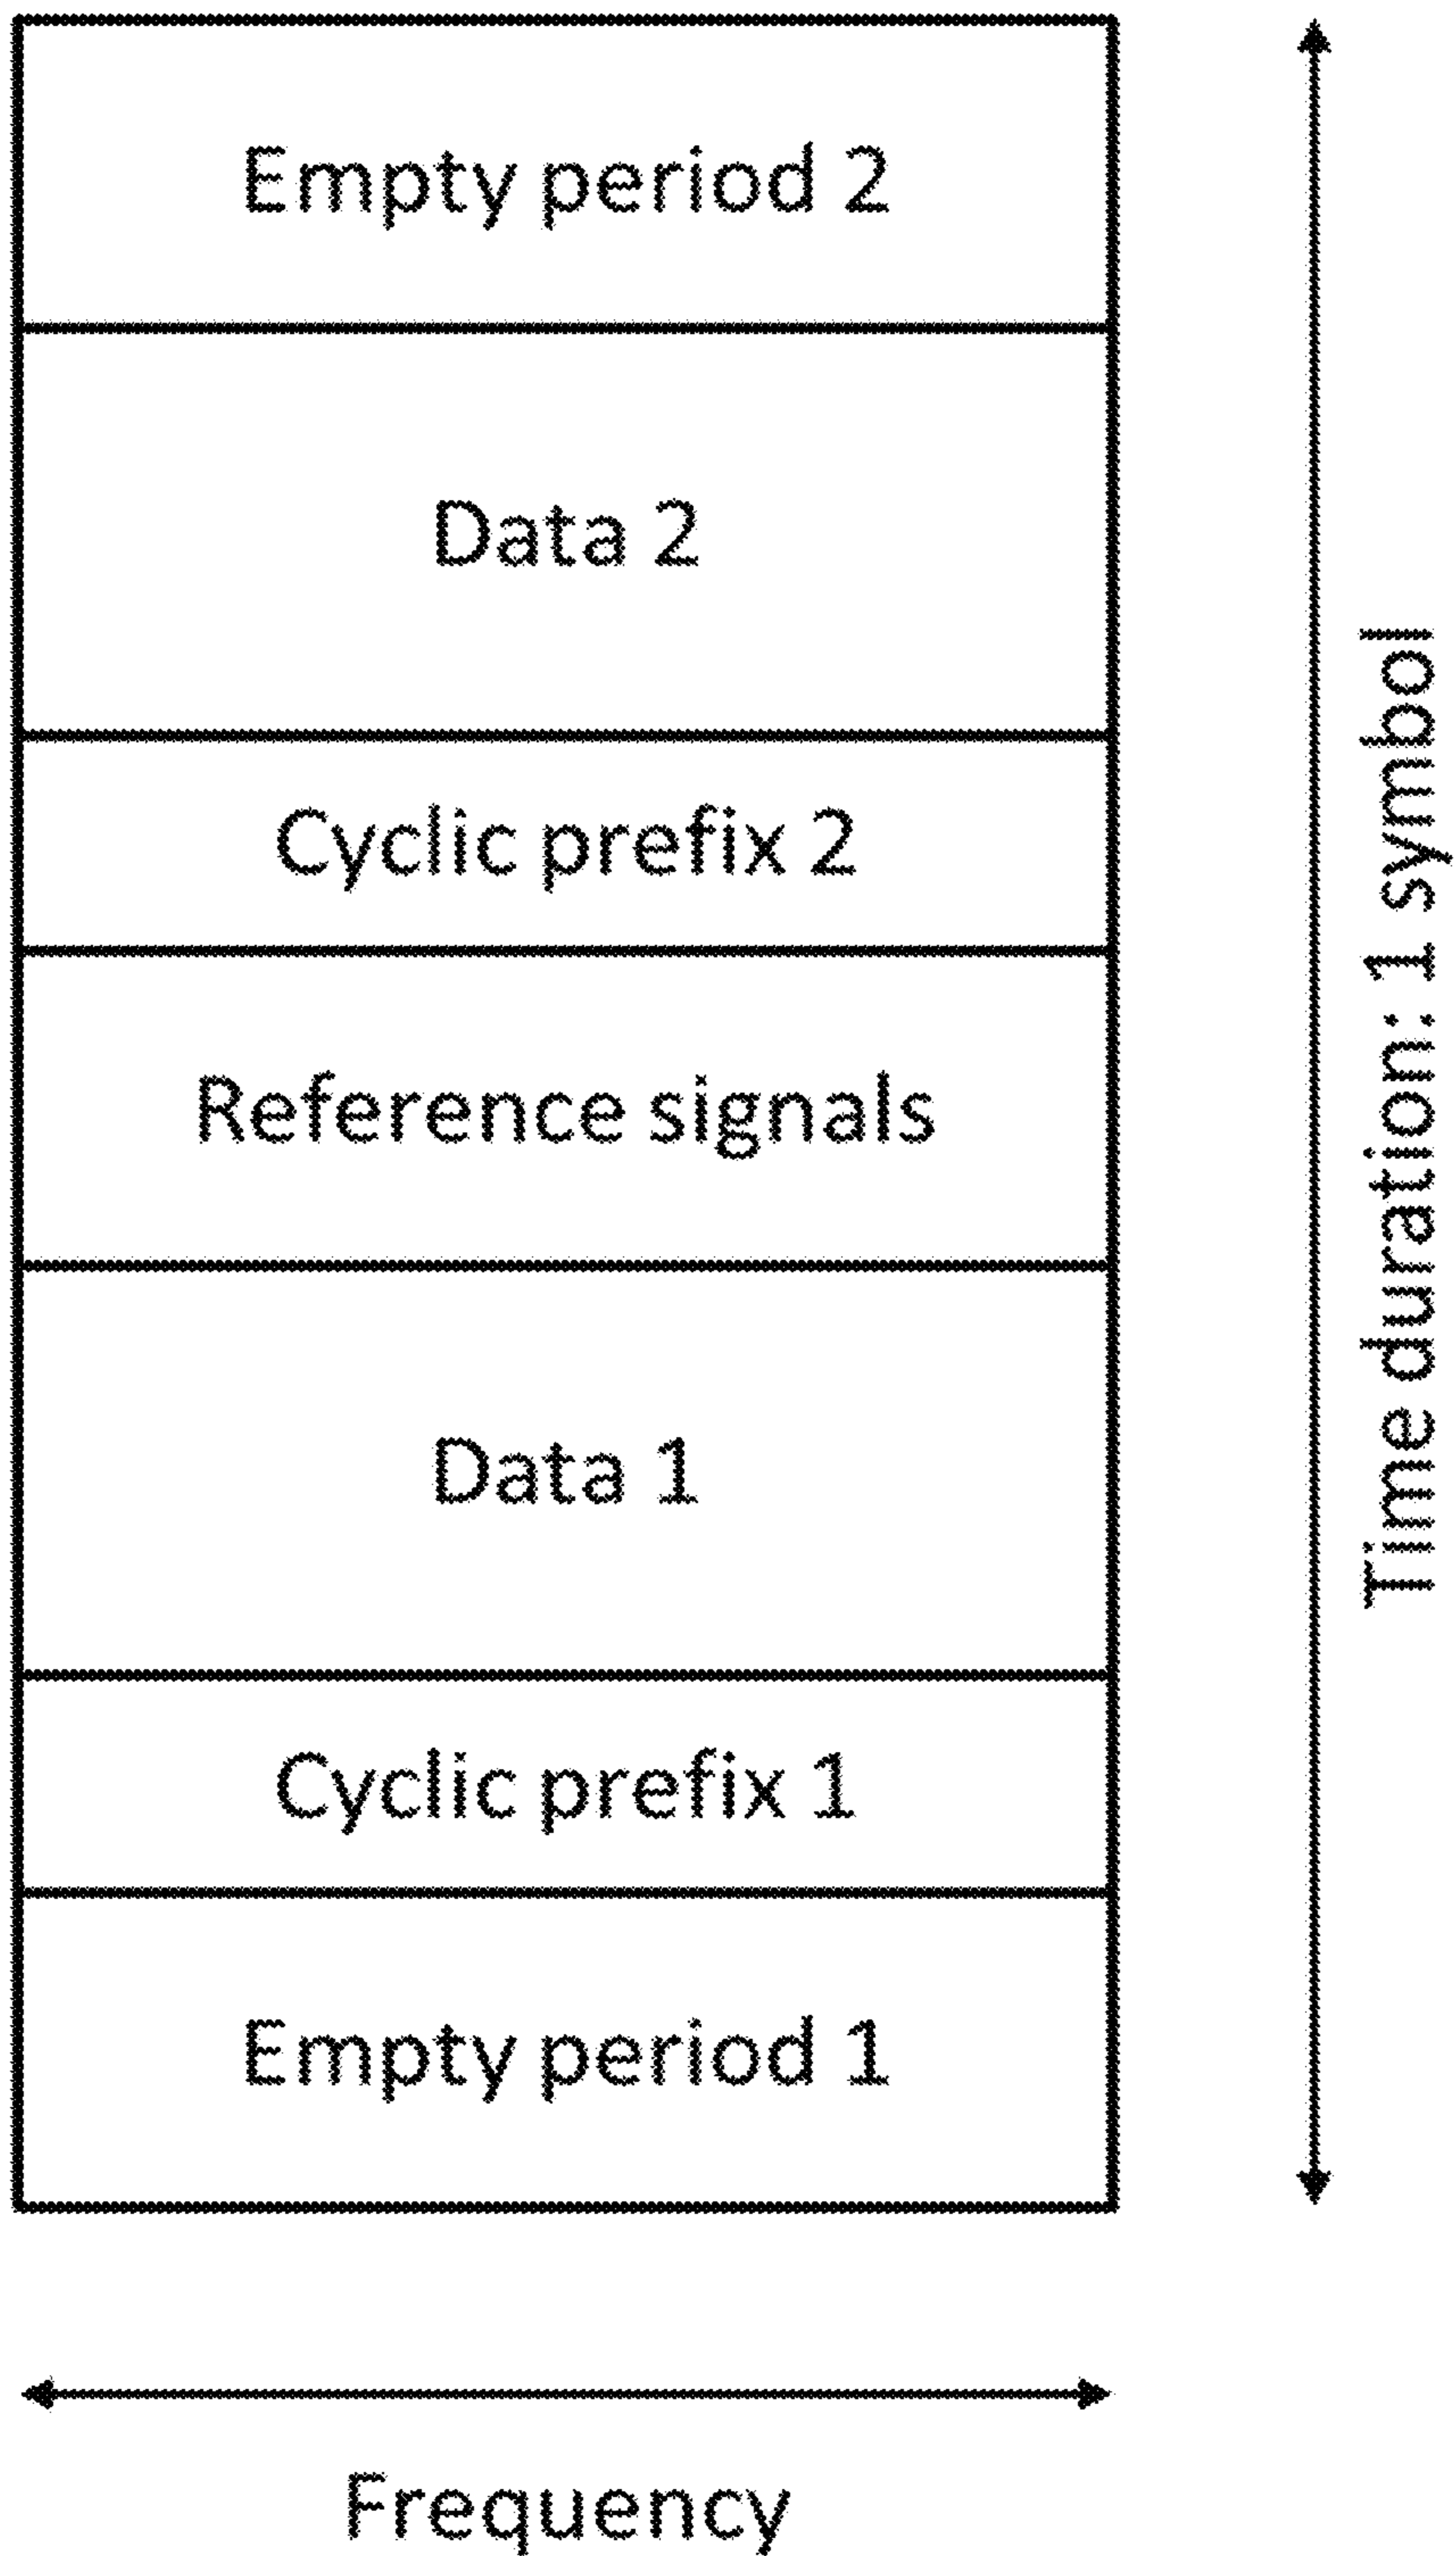 Empty period 2
Data 2
Cyclic prefix 2
Reference signals
Data 1
Cyclic prefix 1
Empty period 1
Time duration: 1 symbol
Frequency